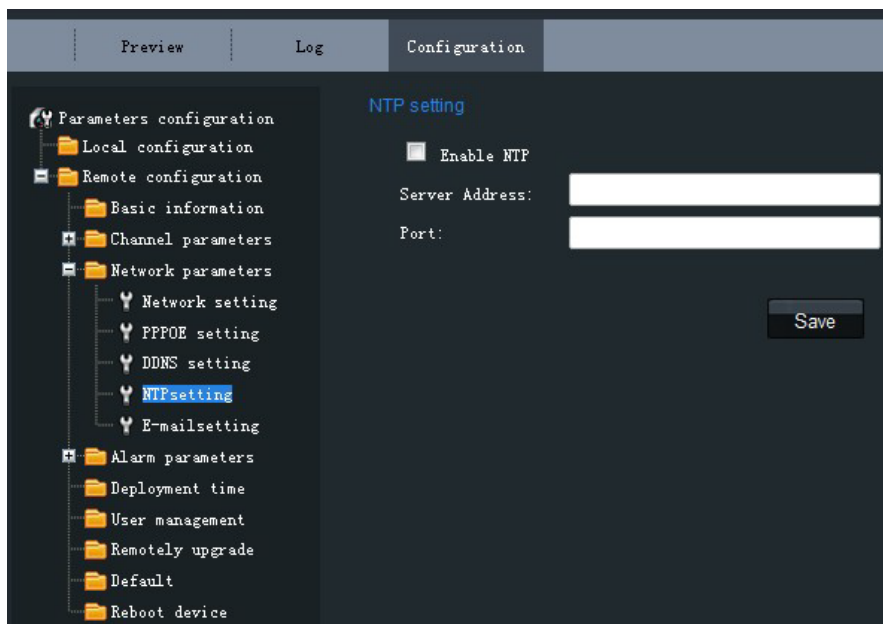 Preview
Log
Configuration
Parameters configuration
Local configuration
Remote configuration
Basic information
Channel parameters
Network parameters
Network setting
PPPOE setting
DDNS setting
NTPsetting
E-mailsetting
Alarm parameters
Deployment time
User management
Remotely upgrade
Default
Reboot device
NTP setting
Enable NTP
Server Address:
Port:
Save